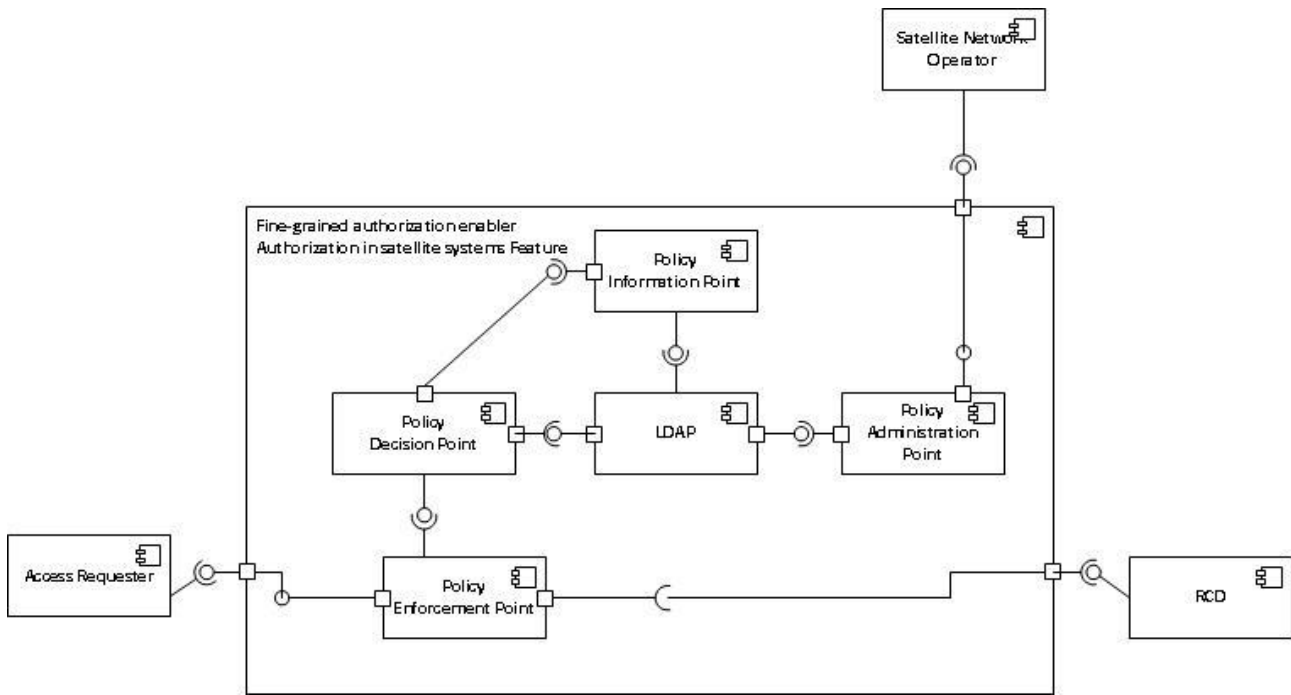 Satellite Network
Operator
Fine-grained authorization enabler
Authorization in satellite systems Feature
Policy
Information Point
Policy
Decision Point
LDAP
Policy
Administration
Point
Access Requester
Policy
Enforcement Point
RCD